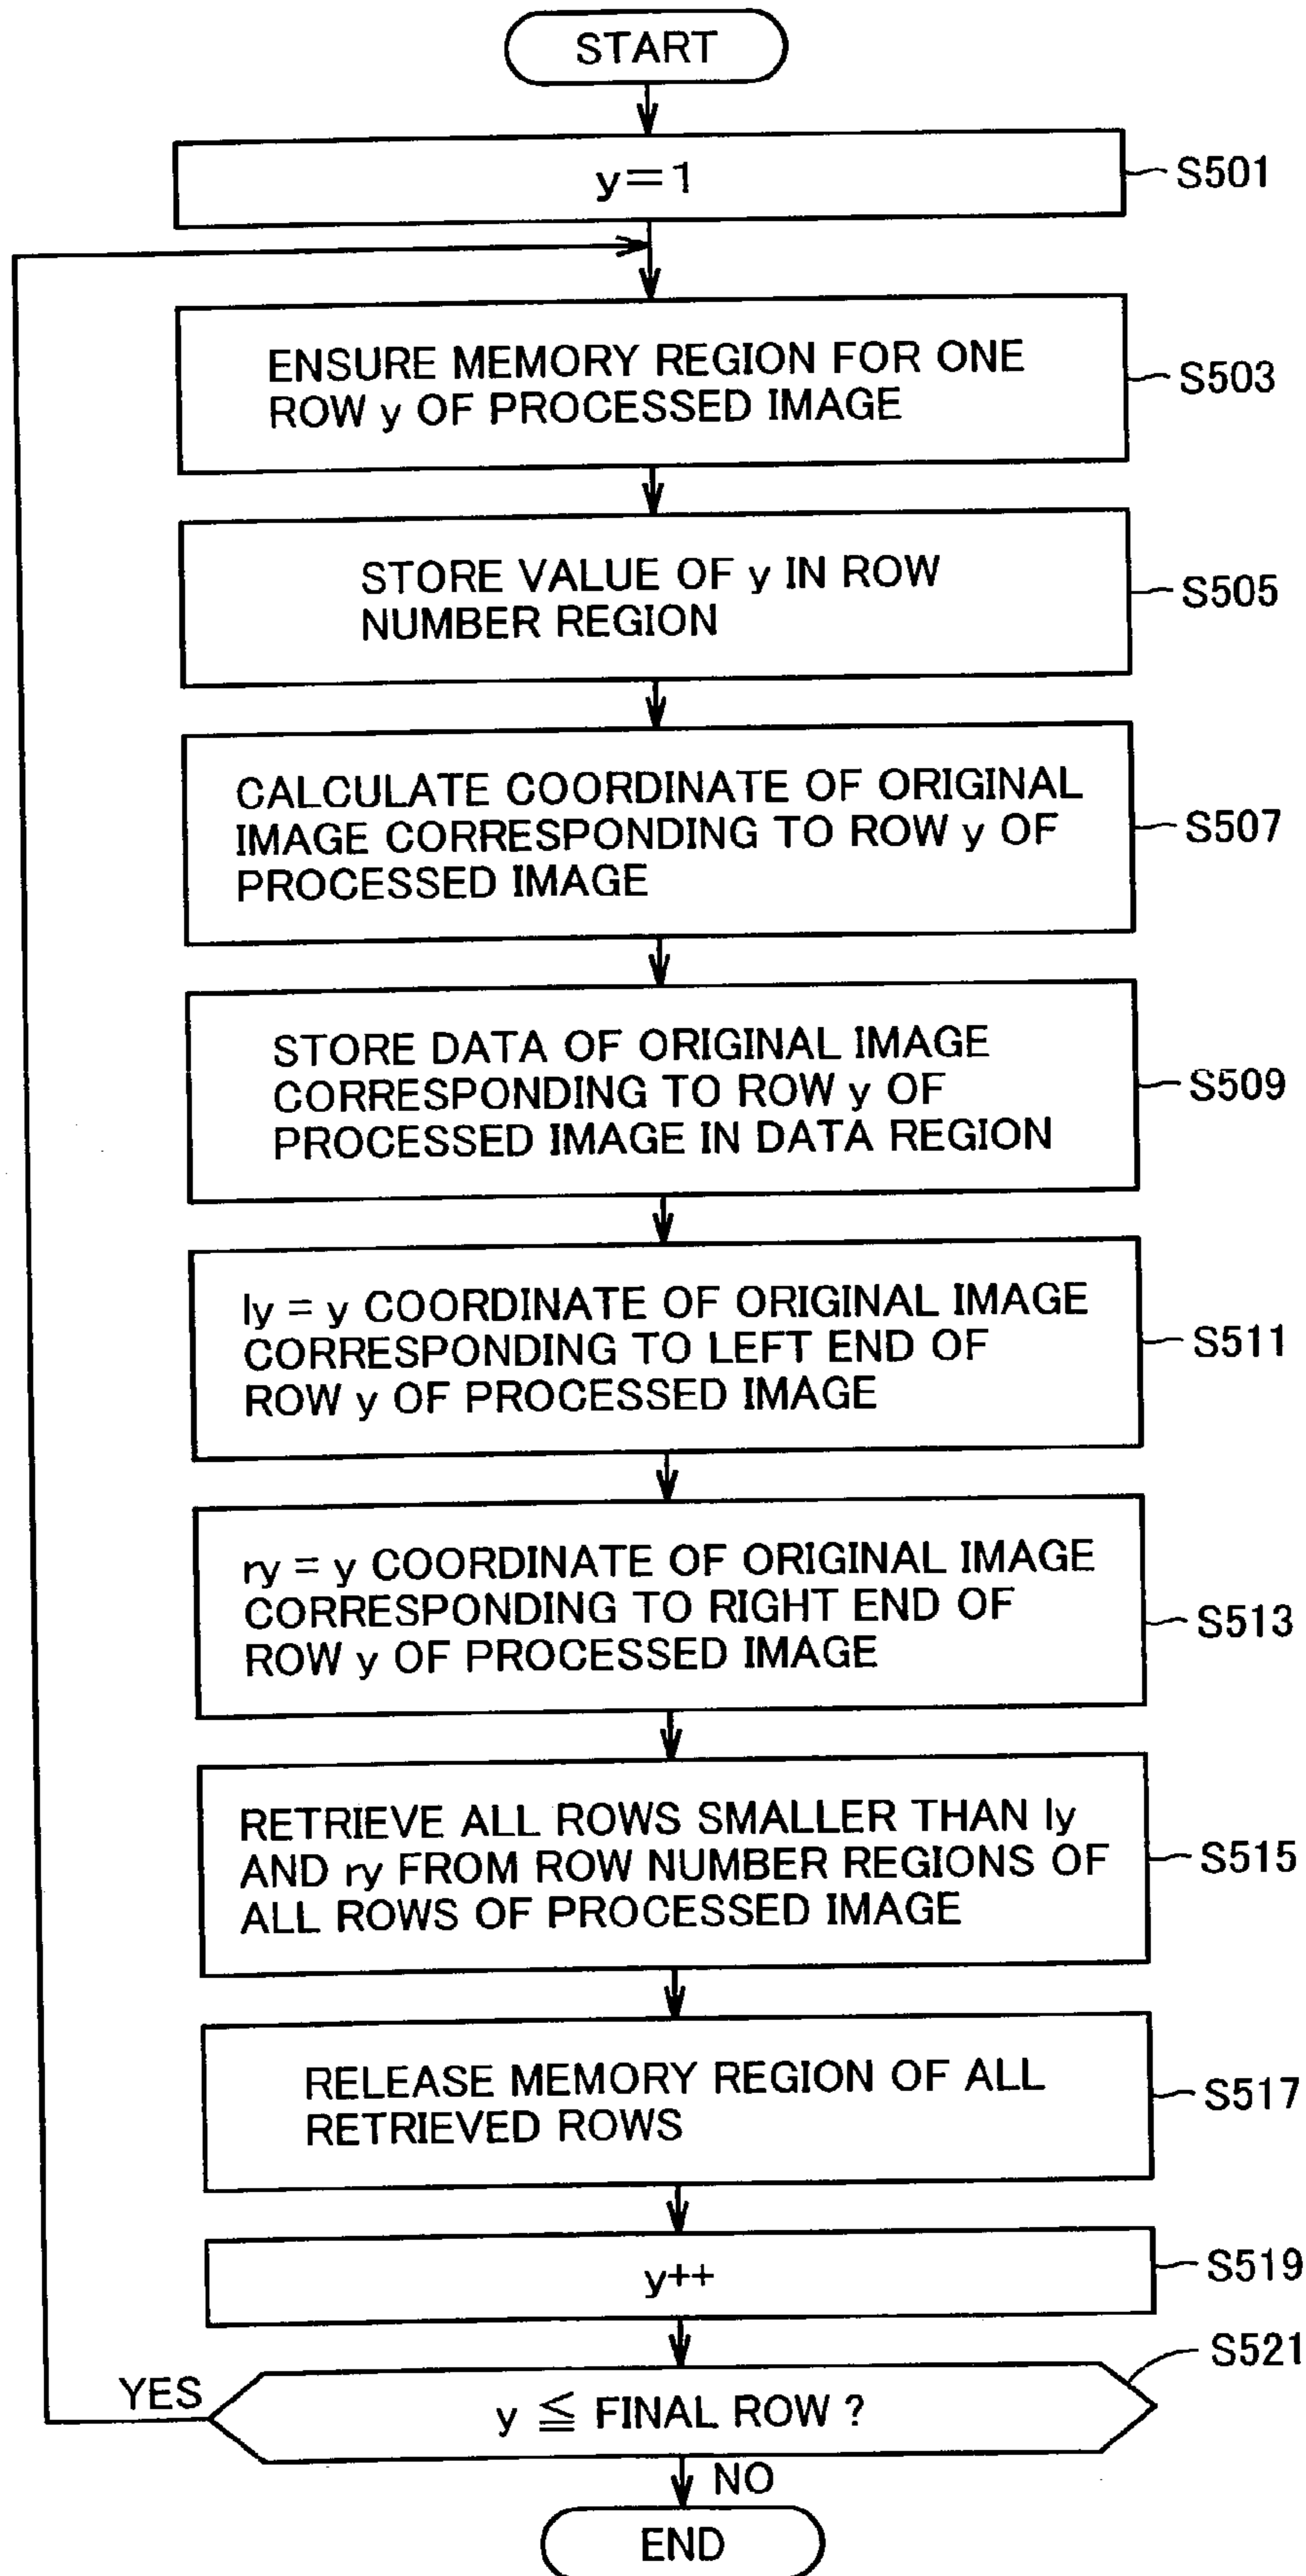 START
y=1
S501
ENSURE MEMORY REGION FOR ONE
ROW y OF PROCESSED IMAGE
S503
STORE VALUE OF y IN ROW
NUMBER REGION
S505
CALCULATE COORDINATE OF ORIGINAL
IMAGE CORRESPONDING TO ROW y OF
PROCESSED IMAGE
S507
STORE DATA OF ORIGINAL IMAGE
CORRESPONDING TO ROW y OF
PROCESSED IMAGE IN DATA REGION
S509
ly = y COORDINATE OF ORIGINAL IMAGE
CORRESPONDING TO LEFT END OF
ROW y OF PROCESSED IMAGE
S511
ry = y COORDINATE OF ORIGINAL IMAGE
CORRESPONDING TO RIGHT END OF
ROW y OF PROCESSED IMAGE
S513
RETRIEVE ALL ROWS SMALLER THAN ly
AND ry FROM ROW NUMBER REGIONS OF
ALL ROWS OF PROCESSED IMAGE
S515
RELEASE MEMORY REGION OF ALL
RETRIEVED ROWS
S517
y++
S519
S521
YES
y ≦ FINAL ROW ?
NO
END